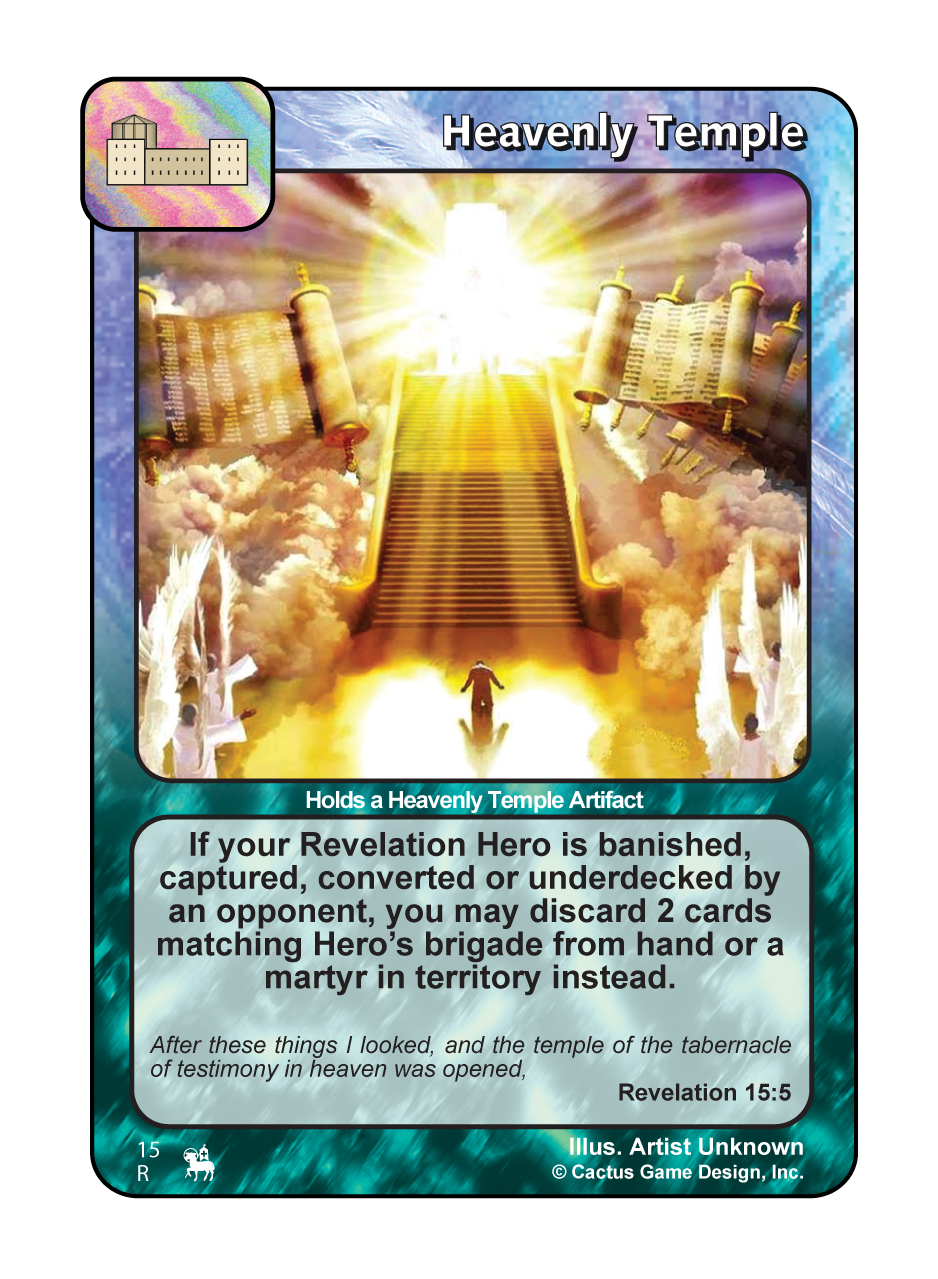 Heavenly Temple
Holds a Heavenly Temple Artifact
If your Revelation Hero is banished,
captured, converted or underdecked by
an opponent, you may discard 2 cards
matching Hero’s brigade from hand or a
martyr in territory instead.
After these things I looked, and the temple of the tabernacle
of testimony in heaven was opened,
Revelation 15:5
15
R
Illus. Artist Unknown
© Cactus Game Design, Inc.